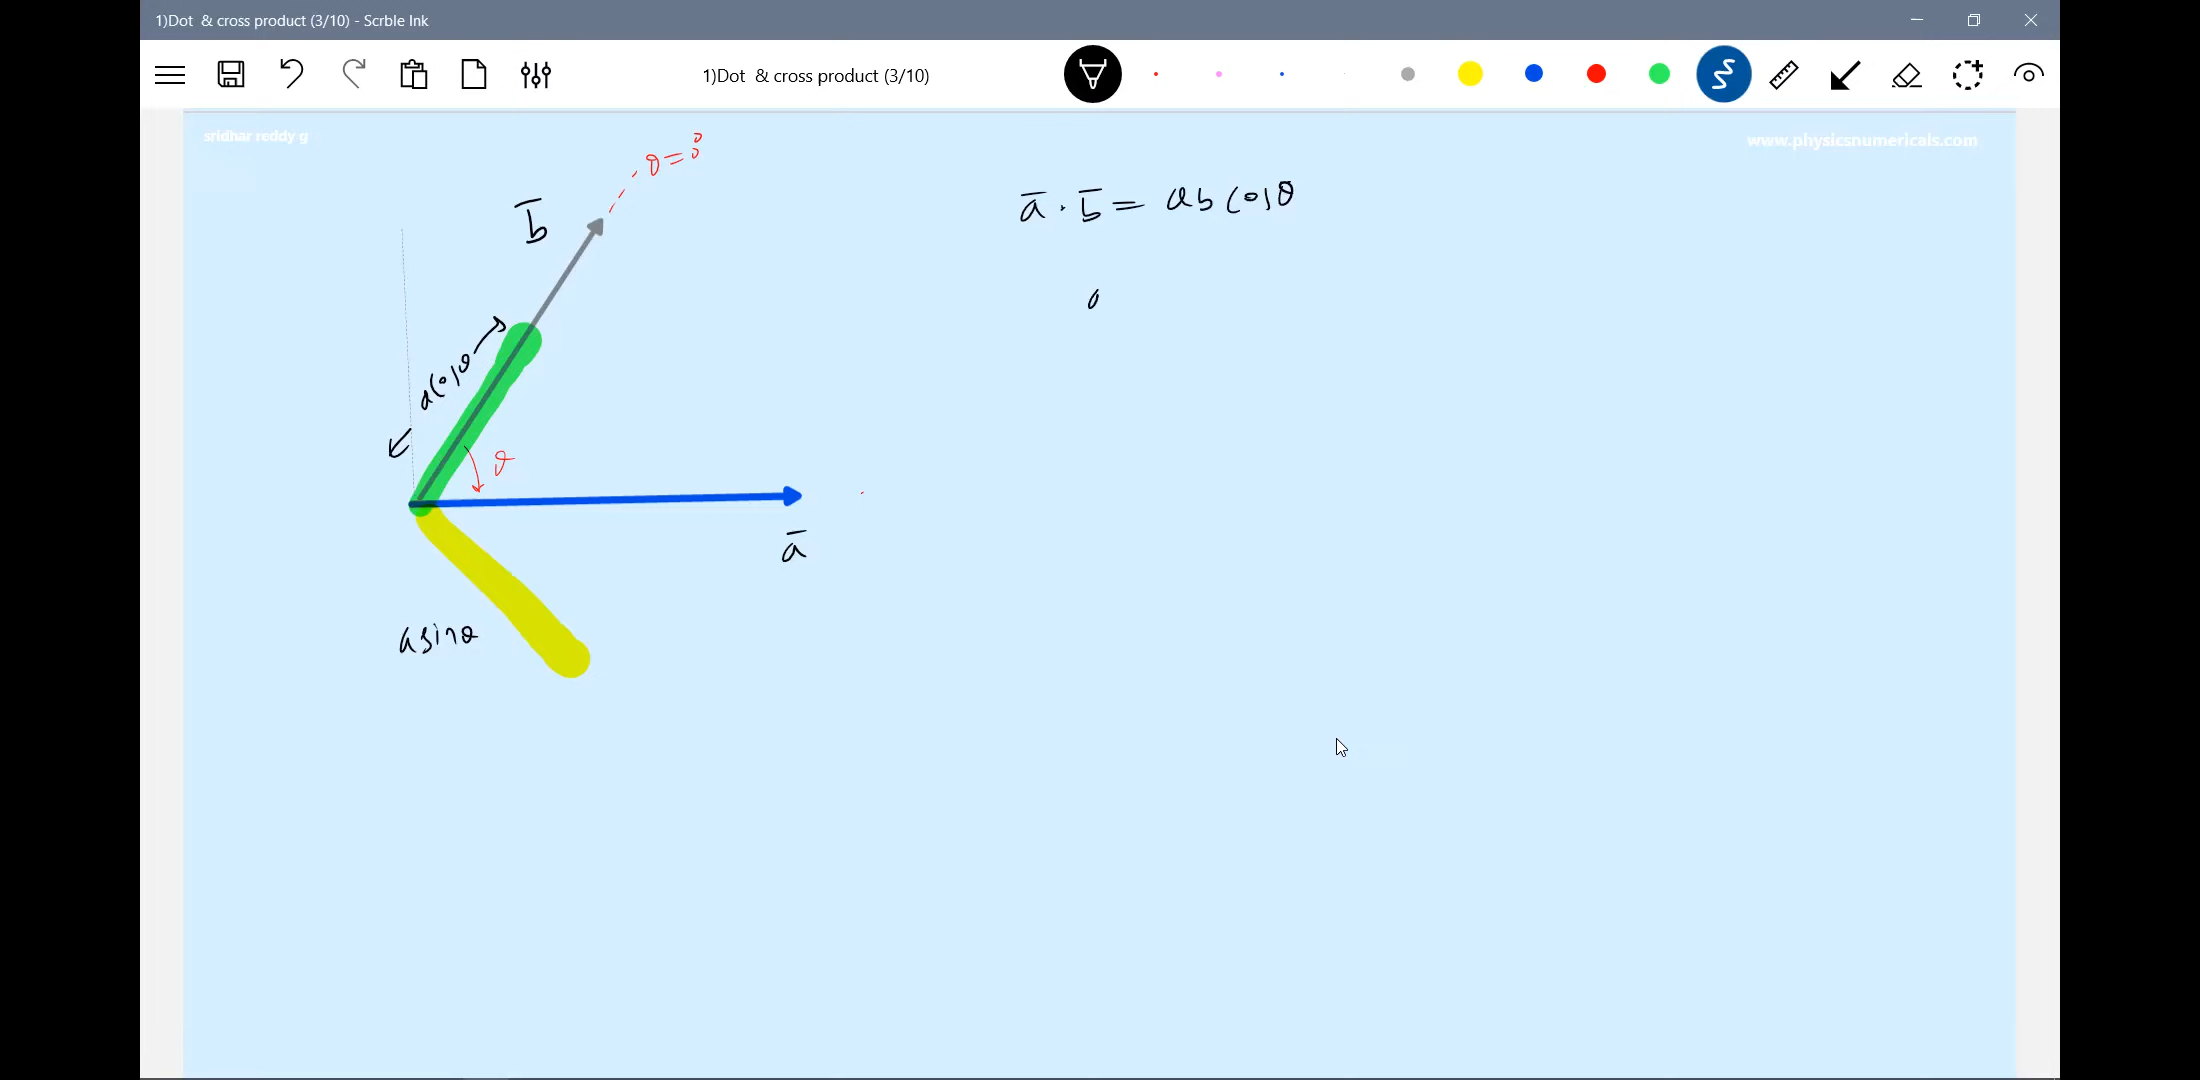 1)Dot & cross product (3/10) - Scrble Ink
1)Dot & cross product (3/10)
sridhar reddy g
www.physicsnumericals.com
θ = 0°
b̅
a̅ · b̅ = ab cosθ
a
a cosθ
θ
a̅
a sinθ